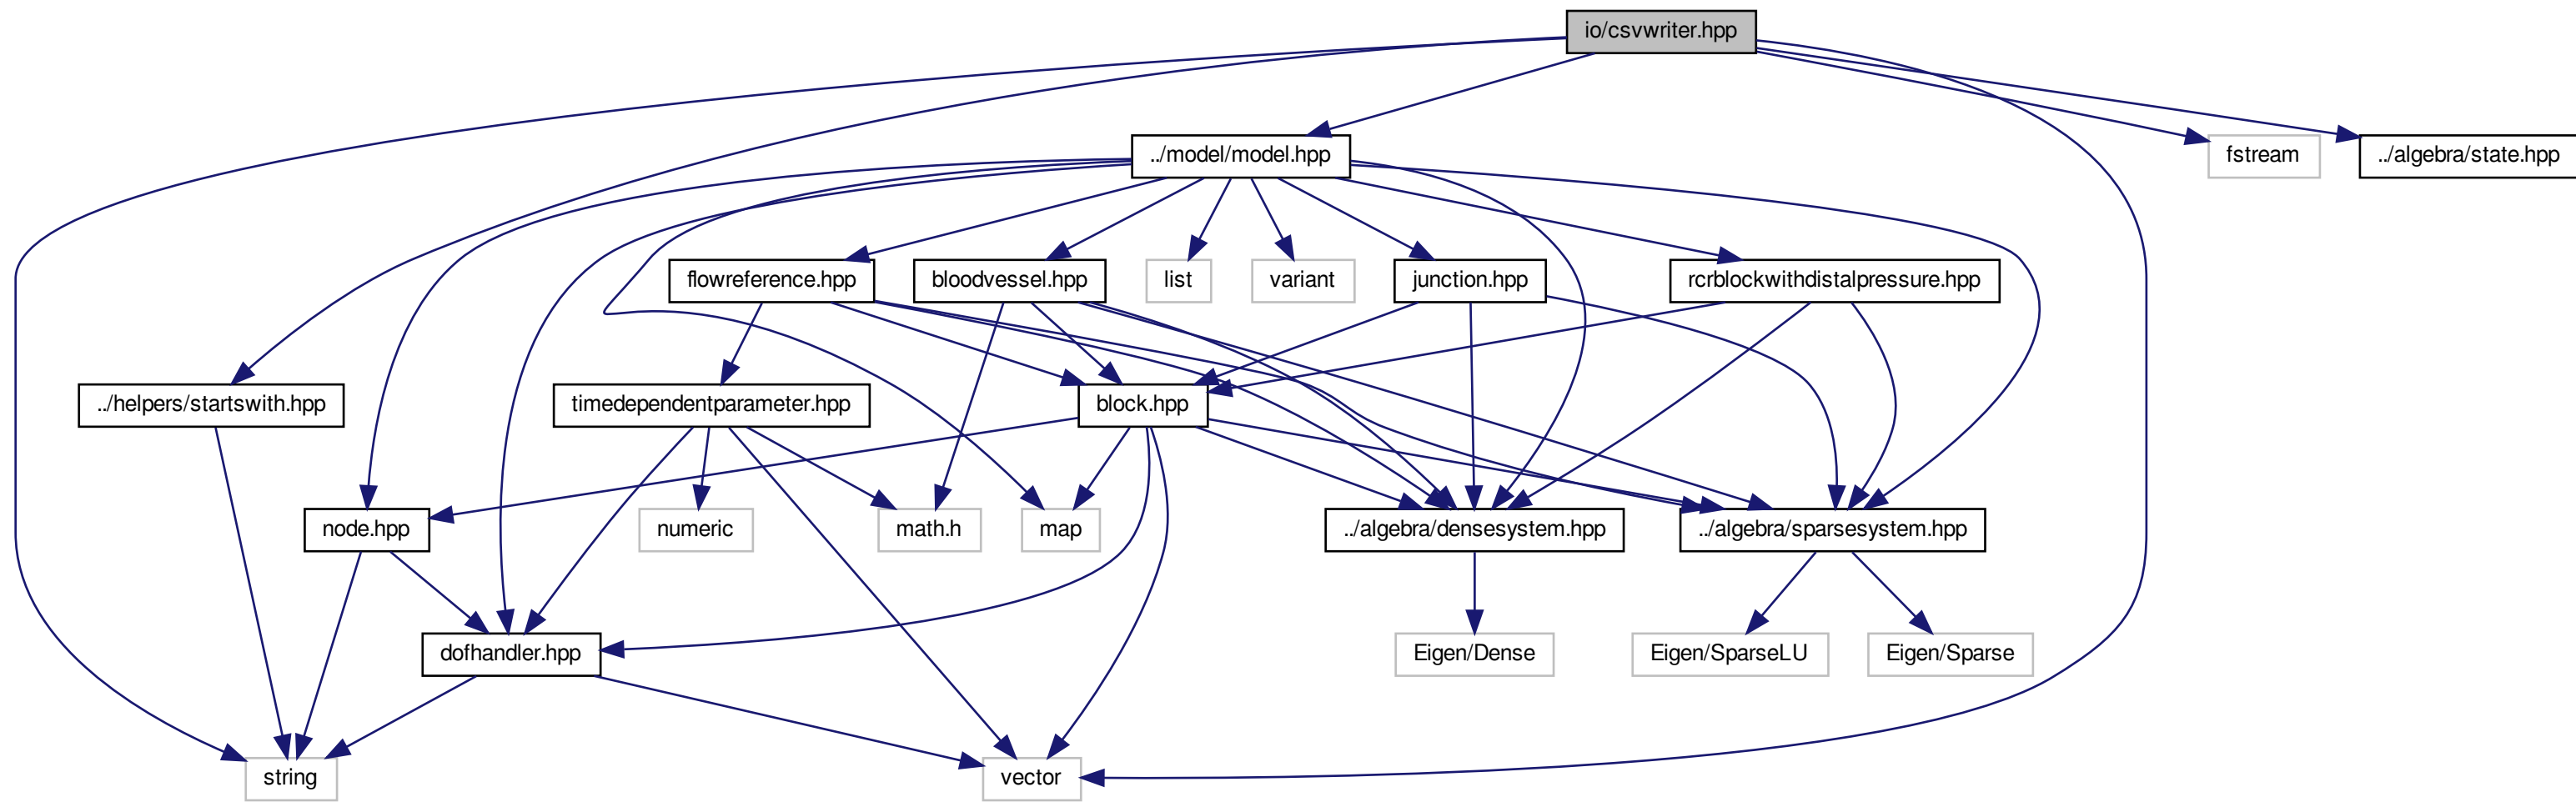 io/csvwriter.hpp
../model/model.hpp
fstream
../algebra/state.hpp
flowreference.hpp
bloodvessel.hpp
list
variant
junction.hpp
rcrblockwithdistalpressure.hpp
../helpers/startswith.hpp
timedependentparameter.hpp
block.hpp
node.hpp
numeric
math.h
map
../algebra/densesystem.hpp
../algebra/sparsesystem.hpp
dofhandler.hpp
Eigen/Dense
Eigen/SparseLU
Eigen/Sparse
string
vector